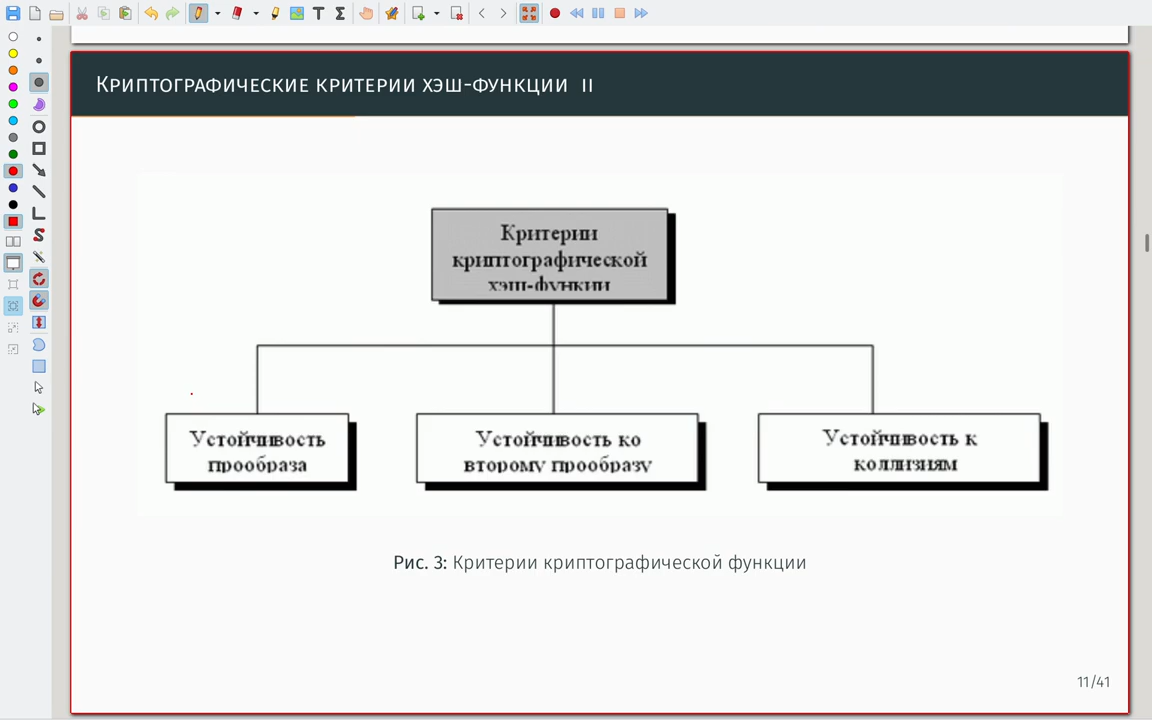 Криптографические критерии хэш-функции II
Критерии
криптографической
хэш-функции
Устойчивость
прообраза
Устойчивость ко
второму прообразу
Устойчивость к
коллизиям
Рис. 3: Критерии криптографической функции
11/41